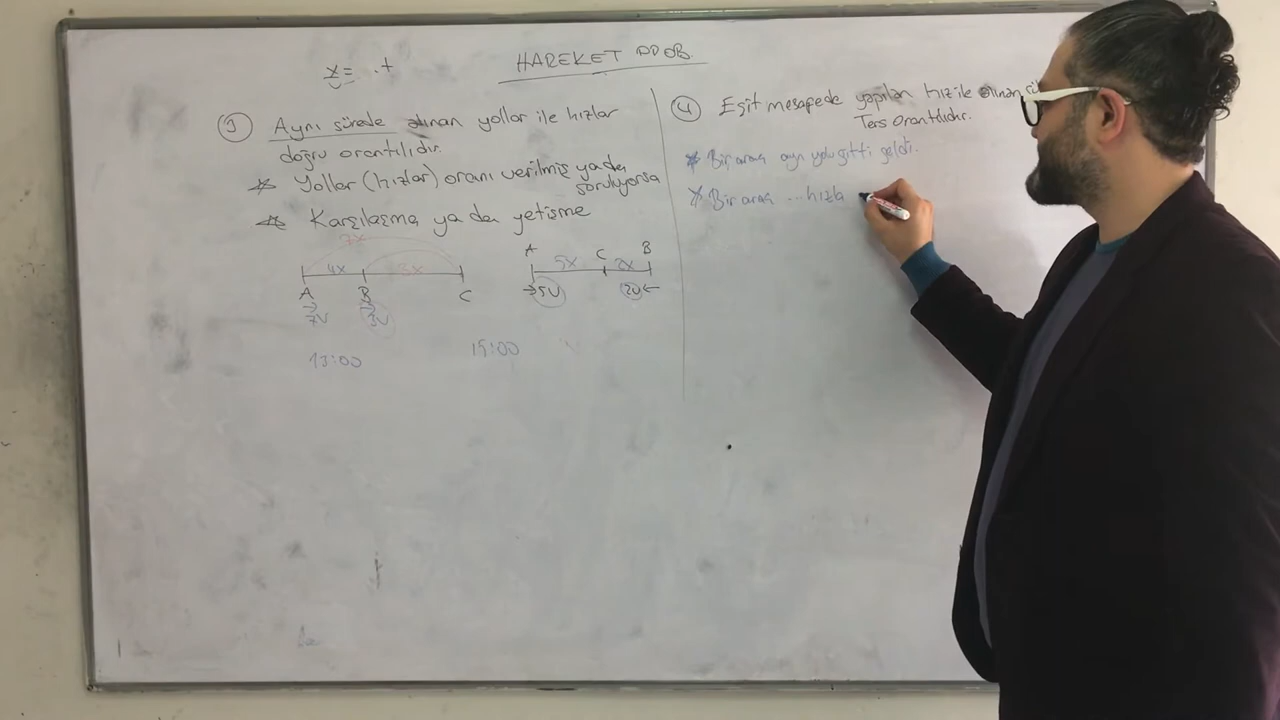 HAREKET PROB.
x = .t
③ Aynı sürede alınan yollar ile hızlar
doğru orantılıdır.
* Yollar (hızlar) oranı verilmiş ya da
soruluyorsa
* Karşılaşma ya da yetişme
7x
4x 3x
A B C
7V 3V
A C B
5x 2x
5V 2V
13:00 15:00
④ Eşit mesafede yapılan hız ile alınan
Ters Orantılıdır.
* Bir araç aynı yolu gitti geldi.
* Bir araç ... hızla